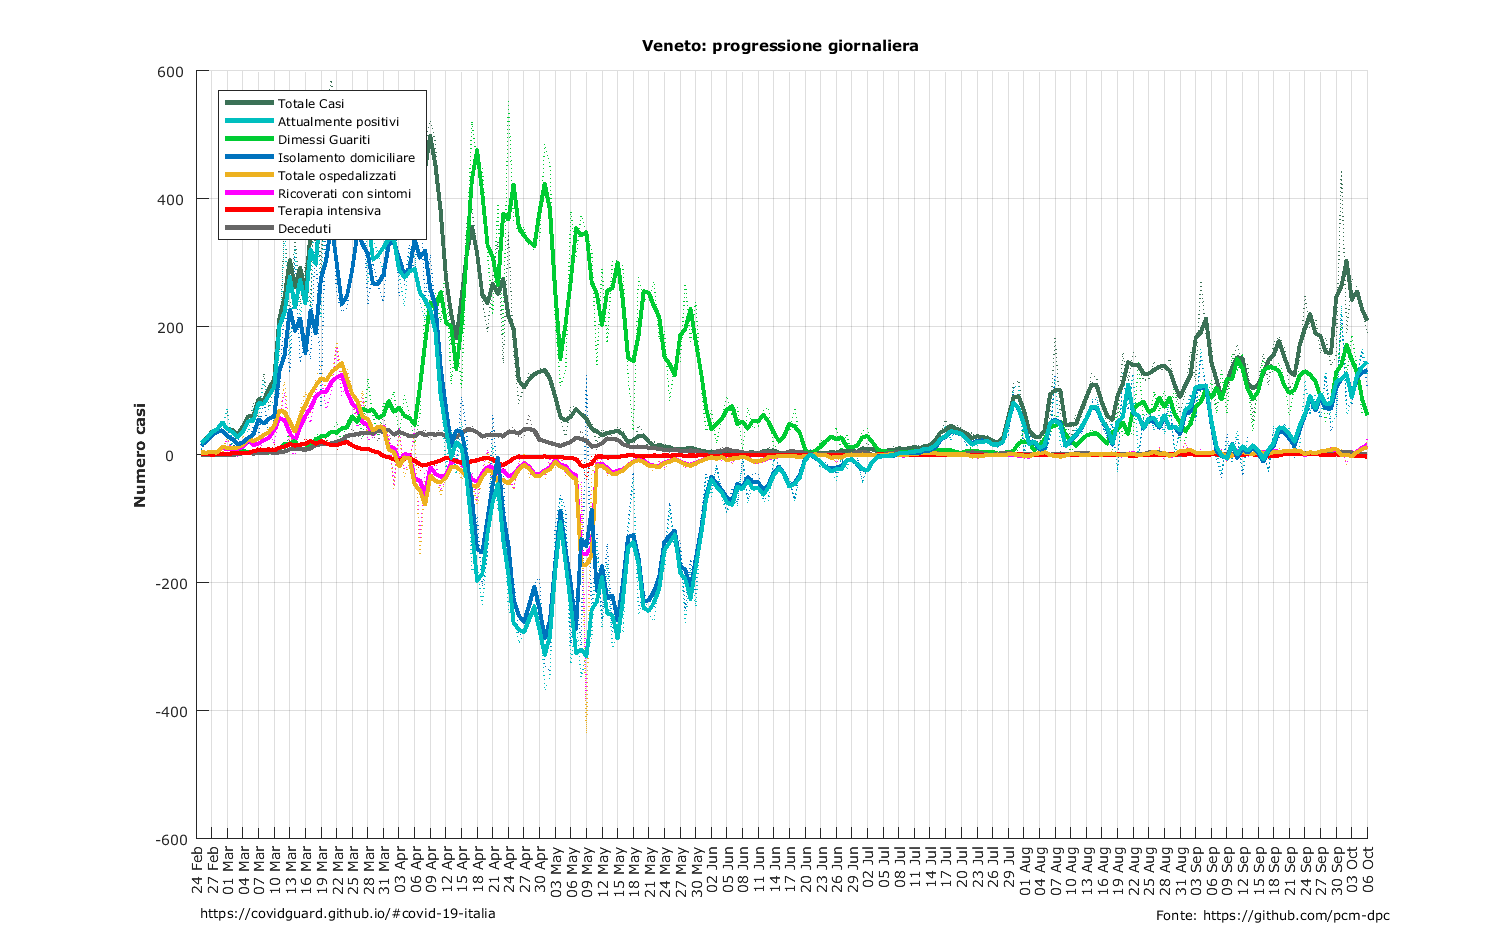 Veneto: progressione giornaliera
Numero casi
600
400
200
0
-200
-400
-600
Totale Casi
Attualmente positivi
Dimessi Guariti
Isolamento domiciliare
Totale ospedalizzati
Ricoverati con sintomi
Terapia intensiva
Deceduti
24 Feb
27 Feb
01 Mar
04 Mar
07 Mar
10 Mar
13 Mar
16 Mar
19 Mar
22 Mar
25 Mar
28 Mar
31 Mar
03 Apr
06 Apr
09 Apr
12 Apr
15 Apr
18 Apr
21 Apr
24 Apr
27 Apr
30 Apr
03 May
06 May
09 May
12 May
15 May
18 May
21 May
24 May
27 May
30 May
02 Jun
05 Jun
08 Jun
11 Jun
14 Jun
17 Jun
20 Jun
23 Jun
26 Jun
29 Jun
02 Jul
05 Jul
08 Jul
11 Jul
14 Jul
17 Jul
20 Jul
23 Jul
26 Jul
29 Jul
01 Aug
04 Aug
07 Aug
10 Aug
13 Aug
16 Aug
19 Aug
22 Aug
25 Aug
28 Aug
31 Aug
03 Sep
06 Sep
09 Sep
12 Sep
15 Sep
18 Sep
21 Sep
24 Sep
27 Sep
30 Sep
03 Oct
06 Oct
https://covidguard.github.io/#covid-19-italia
Fonte: https://github.com/pcm-dpc